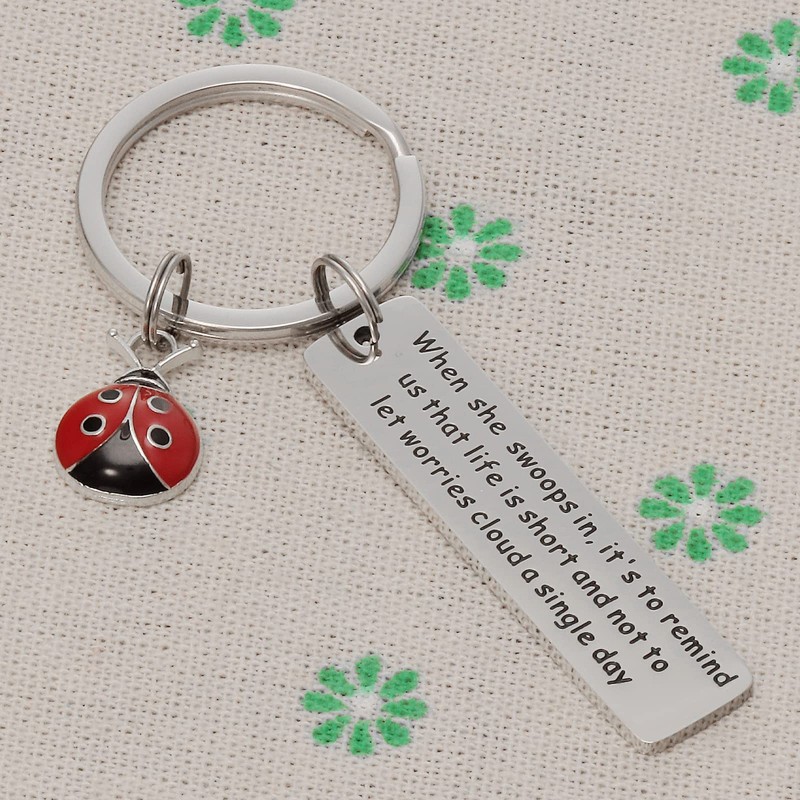 When she swoops in, it's to remind
us that life is short and not to
let worries cloud a single day